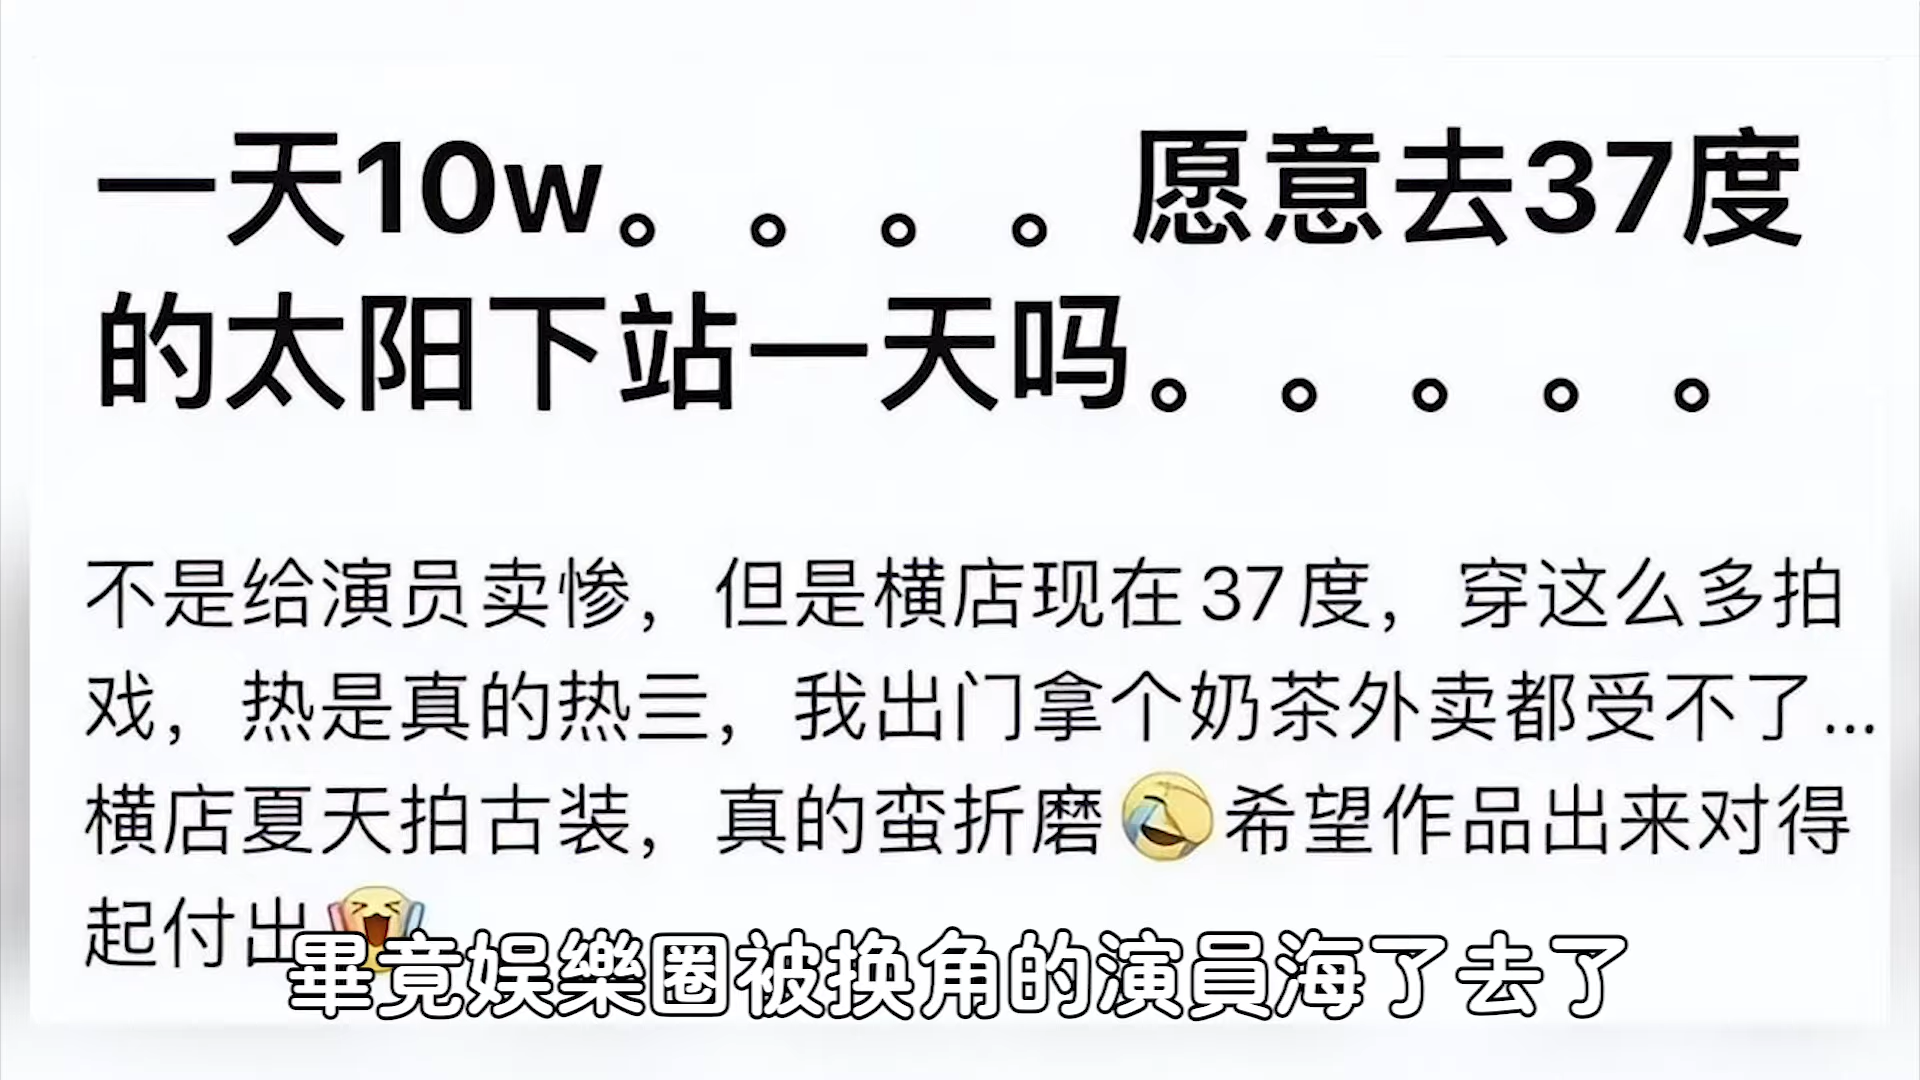 一天10w。。。。愿意去37度
的太阳下站一天吗。。。。。
不是给演员卖惨，但是横店现在37度，穿这么多拍
戏，热是真的热亖，我出门拿个奶茶外卖都受不了...
横店夏天拍古装，真的蛮折磨希望作品出来对得
起付出
畢竟娛樂圈被換角的演員海了去了